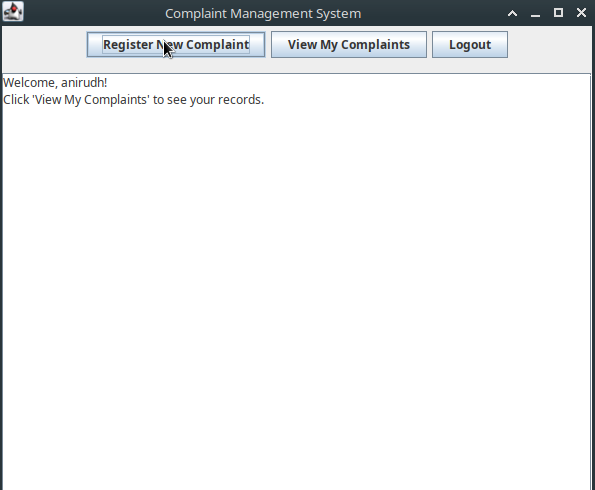 Complaint Management System
Register New Complaint View My Complaints Logout
Welcome, anirudh!
Click 'View My Complaints' to see your records.